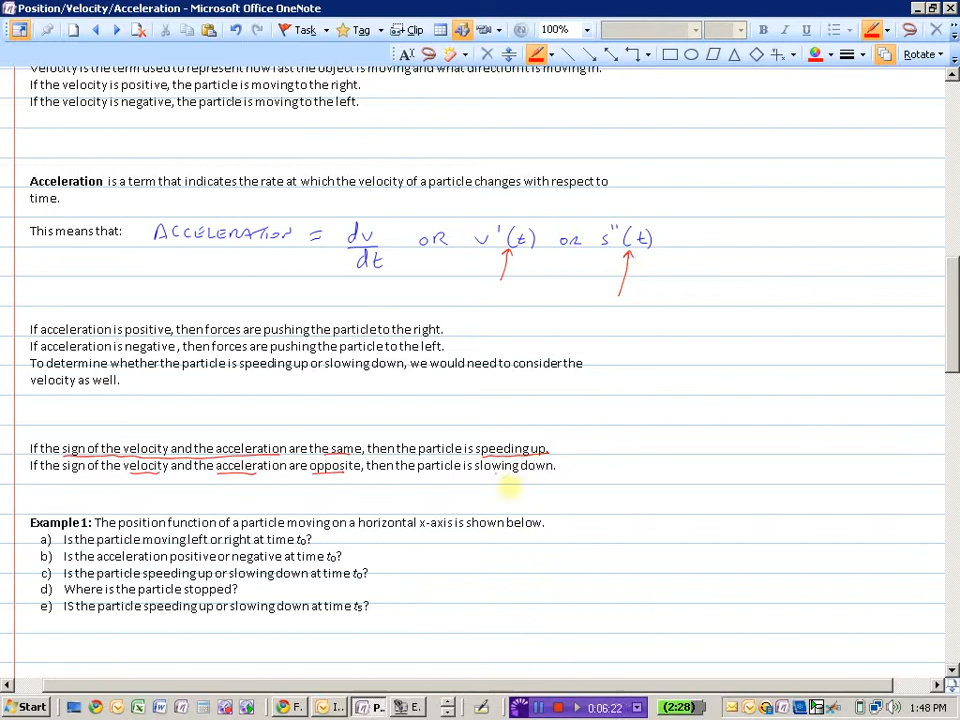 Position/Velocity/Acceleration - Microsoft Office OneNote
Task Tag Clip 100% B I U
A Rotate
Velocity is the term used to represent how fast the object is moving and what direction it is moving in.
If the velocity is positive, the particle is moving to the right.
If the velocity is negative, the particle is moving to the left.
Acceleration is a term that indicates the rate at which the velocity of a particle changes with respect to
time.
This means that: ACCELERATION = dv/dt OR v'(t) OR s"(t)
If acceleration is positive, then forces are pushing the particle to the right.
If acceleration is negative, then forces are pushing the particle to the left.
To determine whether the particle is speeding up or slowing down, we would need to consider the
velocity as well.
If the sign of the velocity and the acceleration are the same, then the particle is speeding up.
If the sign of the velocity and the acceleration are opposite, then the particle is slowing down.
Example 1: The position function of a particle moving on a horizontal x-axis is shown below.
a) Is the particle moving left or right at time t₀?
b) Is the acceleration positive or negative at time t₀?
c) Is the particle speeding up or slowing down at time t₀?
d) Where is the particle stopped?
e) IS the particle speeding up or slowing down at time t₅?
Start F. I.. P. E. 0:06:22 (2:28) 1:48 PM